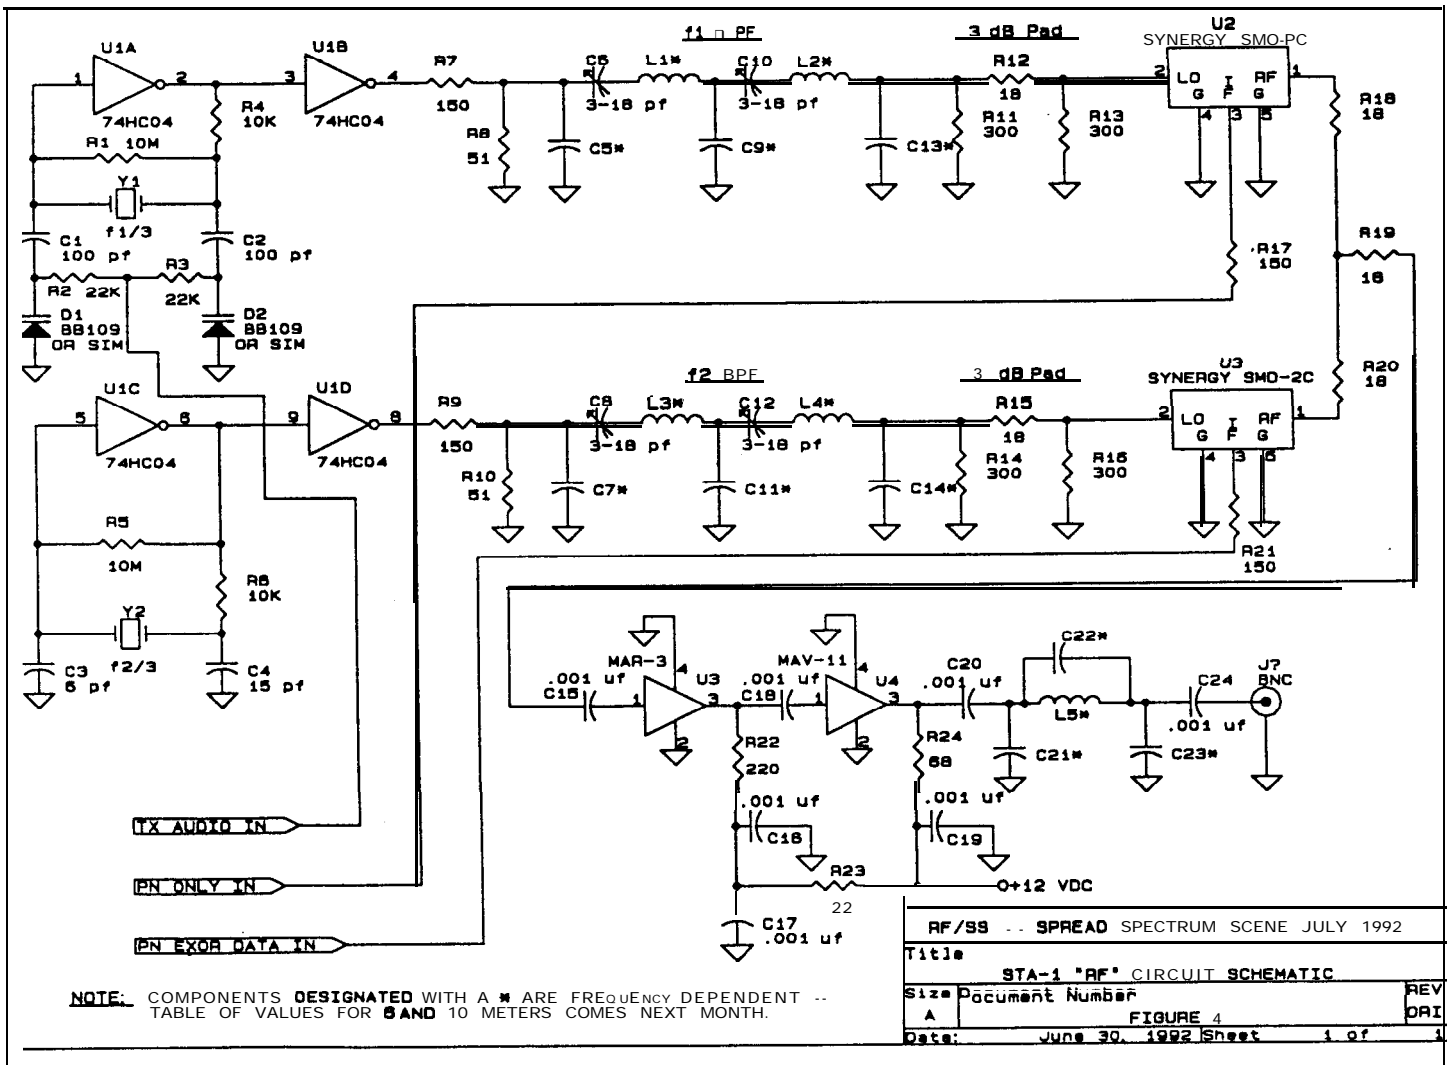 U1A
U1B
f1 □ PF
3 dB Pad
U2
SYNERGY SMO-PC
R7
C6
L1*
C10
L2*
R12
1
2
3
4
2
LO
I
RF
1
G
F
G
4
3
5
150
3-18 pf
3-18 pf
18
74HC04
R4
10K
74HC04
R8
51
C5*
C9*
C13*
R11
300
R13
300
R18
18
R1 10M
Y1
f1/3
C1
100 pf
C2
100 pf
R17
150
R19
18
R2 22K
R3
22K
D1
BB109
OR SIM
D2
BB109
OR SIM
U1C
U1D
f2 BPF
3 dB Pad
U3
SYNERGY SMO-2C
R20
18
5
6
9
8
R9
150
C8
3-18 pf
L3*
C12
3-18 pf
L4*
R15
18
2
LO
I
RF
1
G
F
G
4
3
74HC04
74HC04
R10
51
C7*
C11*
C14*
R14
300
R16
300
R5
10M
R21
150
R6
10K
Y2
f2/3
C3
6 pf
C4
15 pf
MAR-3
4
U3
.001 uf
C15
1
3
2
MAV-11
4
U4
.001 uf
C18
1
3
2
C20
.001 uf
C22*
L5*
C21*
C23*
C24
.001 uf
J?
BNC
R22
220
R24
68
.001 uf
C16
.001 uf
C19
TX AUDIO IN
PN ONLY IN
PN EXOR DATA IN
R23
22
+12 VDC
C17
.001 uf
RF/SS -- SPREAD SPECTRUM SCENE JULY 1992
Title
STA-1 "RF" CIRCUIT SCHEMATIC
Size Document Number
REV
A
FIGURE 4
ORI
Date: June 30, 1992 Sheet 1 of 1
NOTE: COMPONENTS DESIGNATED WITH A * ARE FREQUENCY DEPENDENT --
TABLE OF VALUES FOR 6 AND 10 METERS COMES NEXT MONTH.